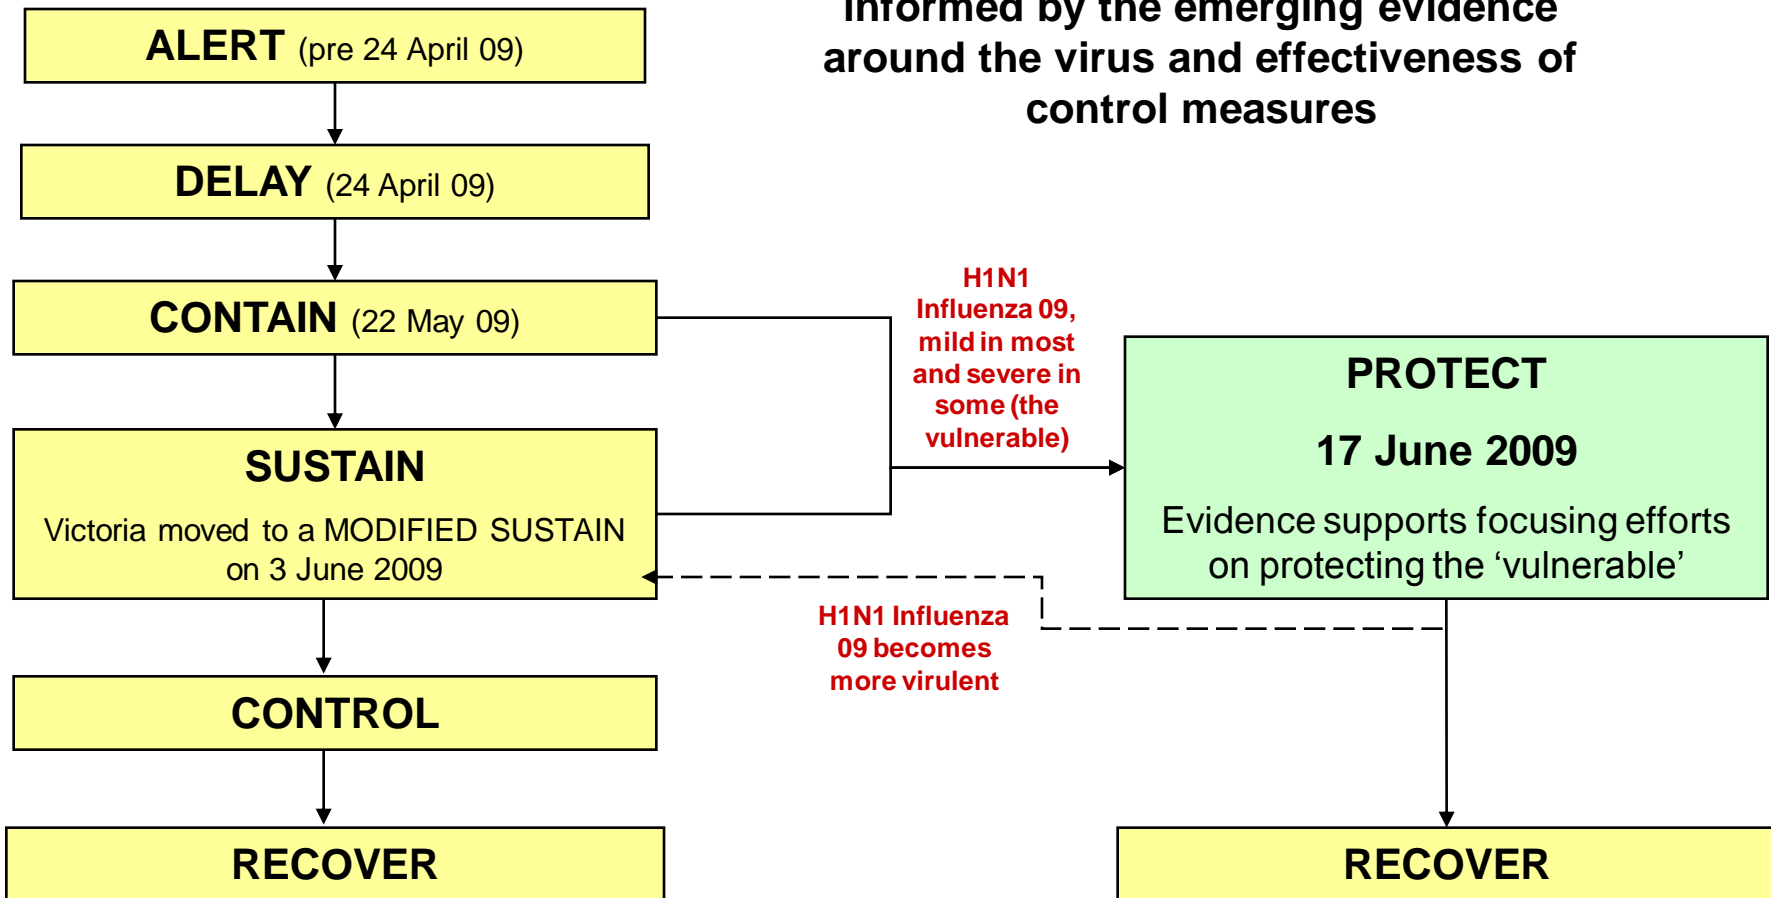 informed by the emerging evidence
around the virus and effectiveness of
control measures
ALERT (pre 24 April 09)
DELAY (24 April 09)
CONTAIN (22 May 09)
SUSTAIN
Victoria moved to a MODIFIED SUSTAIN
on 3 June 2009
CONTROL
RECOVER
H1N1
Influenza 09,
mild in most
and severe in
some (the
vulnerable)
PROTECT
17 June 2009
Evidence supports focusing efforts
on protecting the ‘vulnerable’
H1N1 Influenza
09 becomes
more virulent
RECOVER